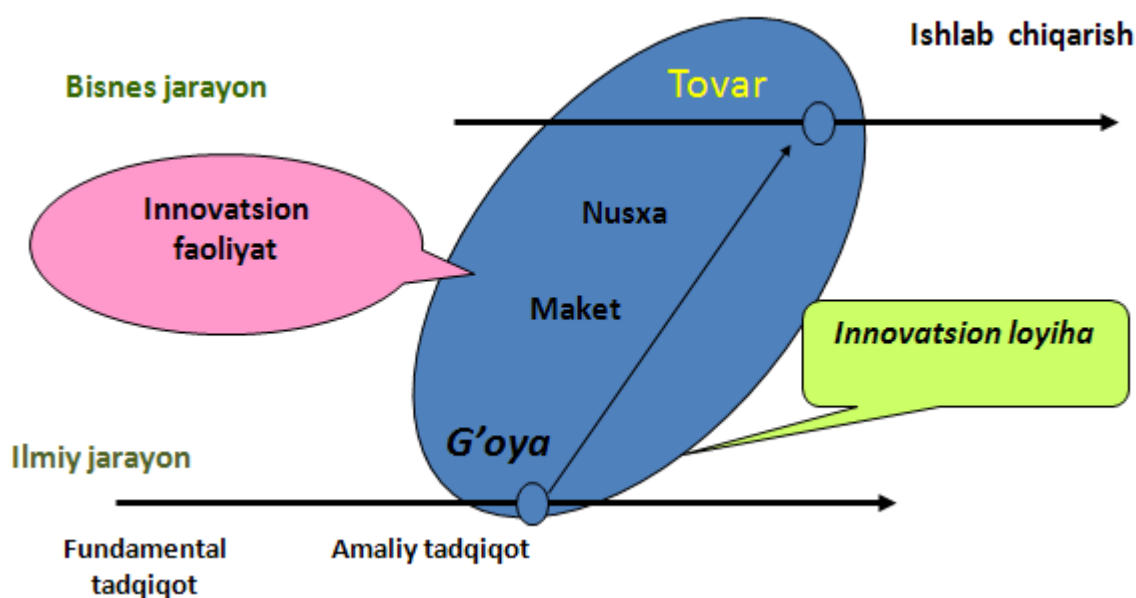 Ishlab chiqarish
Bisnes jarayon
Tovar
Innovatsion
faoliyat
Nusxa
Maket
Innovatsion loyiha
G’oya
Ilmiy jarayon
Fundamental
tadqiqot
Amaliy tadqiqot